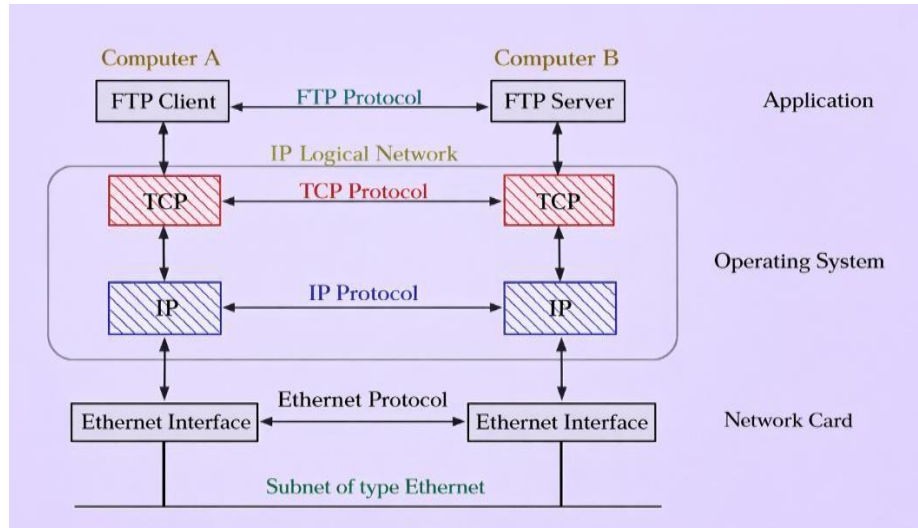 Computer A
Computer B
FTP Client
FTP Protocol
FTP Server
Application
IP Logical Network
TCP
TCP Protocol
TCP
Operating System
IP
IP Protocol
IP
Ethernet Interface
Ethernet Protocol
Ethernet Interface
Network Card
Subnet of type Ethernet